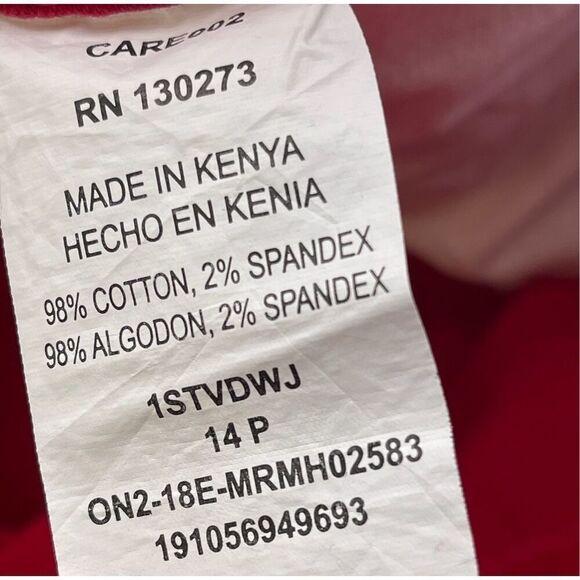 CARE002
RN 130273
MADE IN KENYA
HECHO EN KENIA
98% COTTON, 2% SPANDEX
98% ALGODON, 2% SPANDEX
1STVDWJ
14 P
ON2-18E-MRMH02583
191056949693